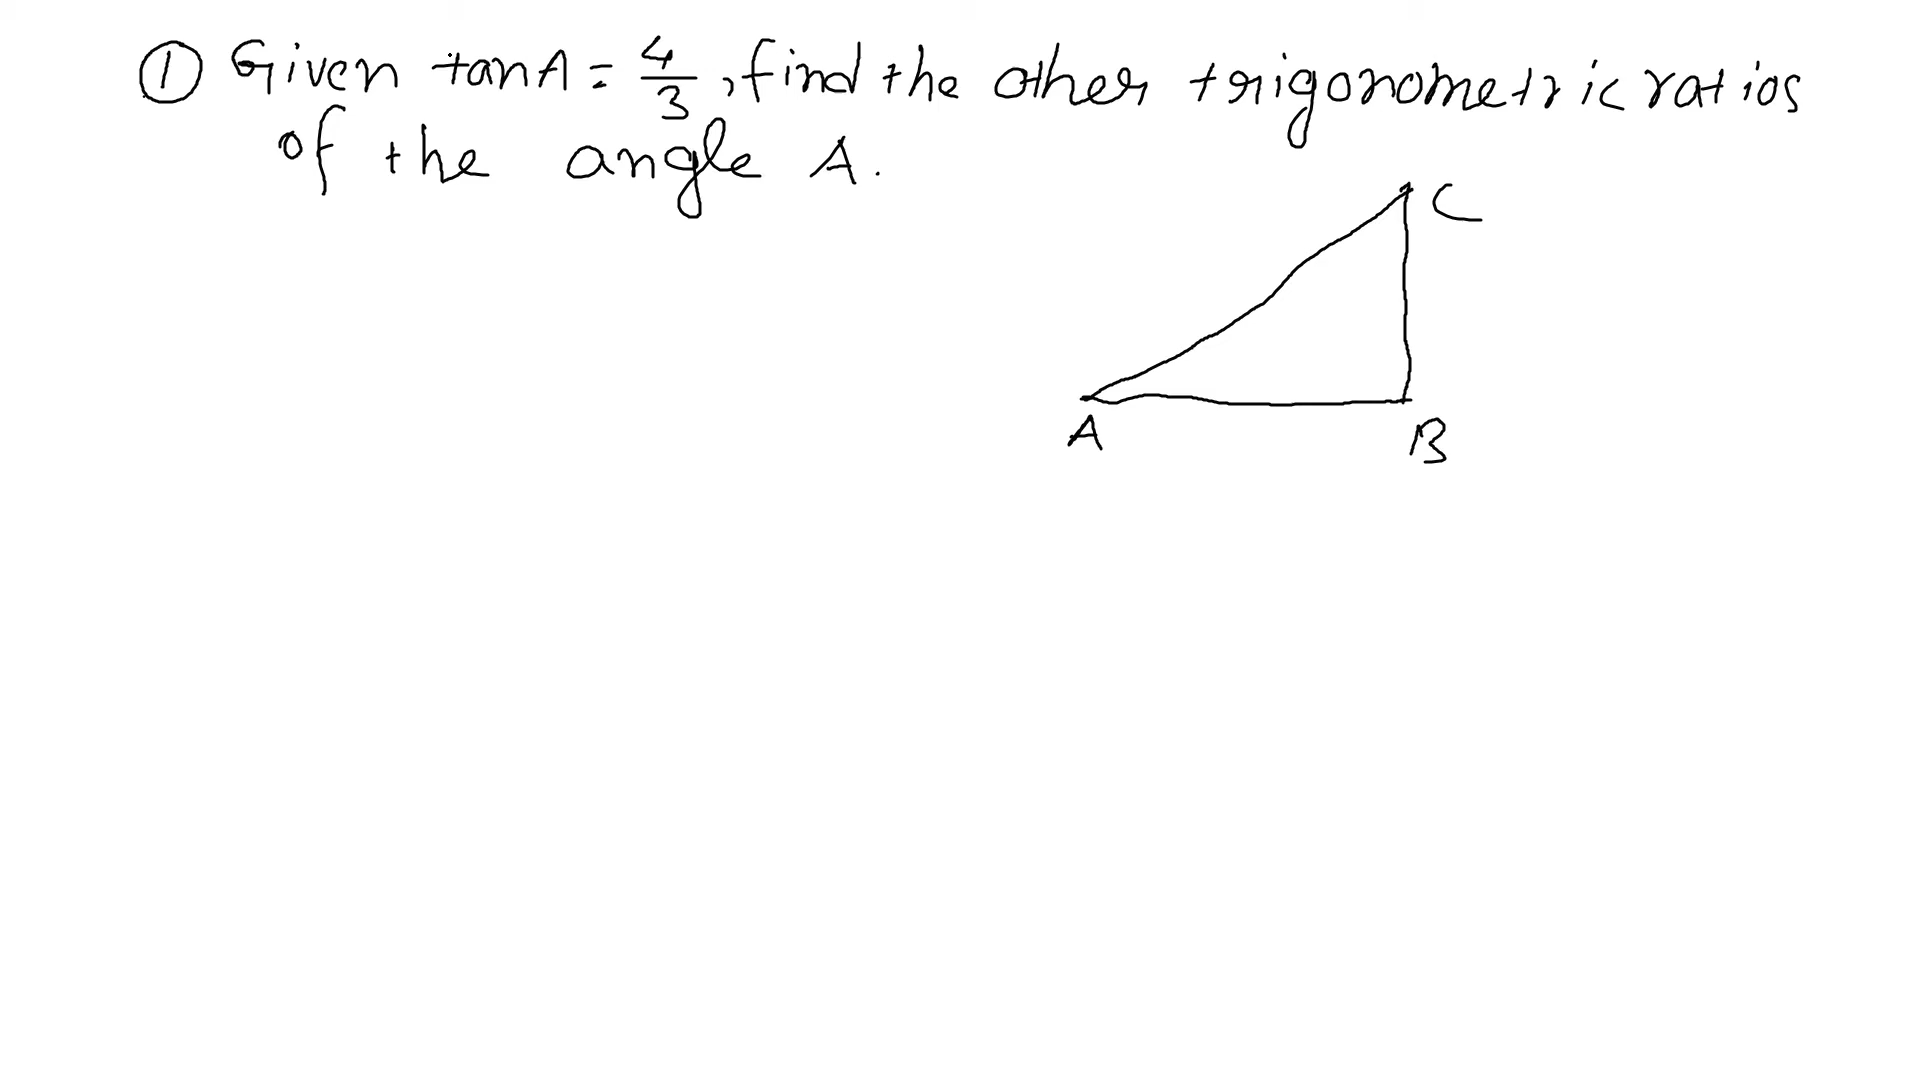 ① Given tanA = 4/3, find the other trigonometric ratios
of the angle A.
C
A
B